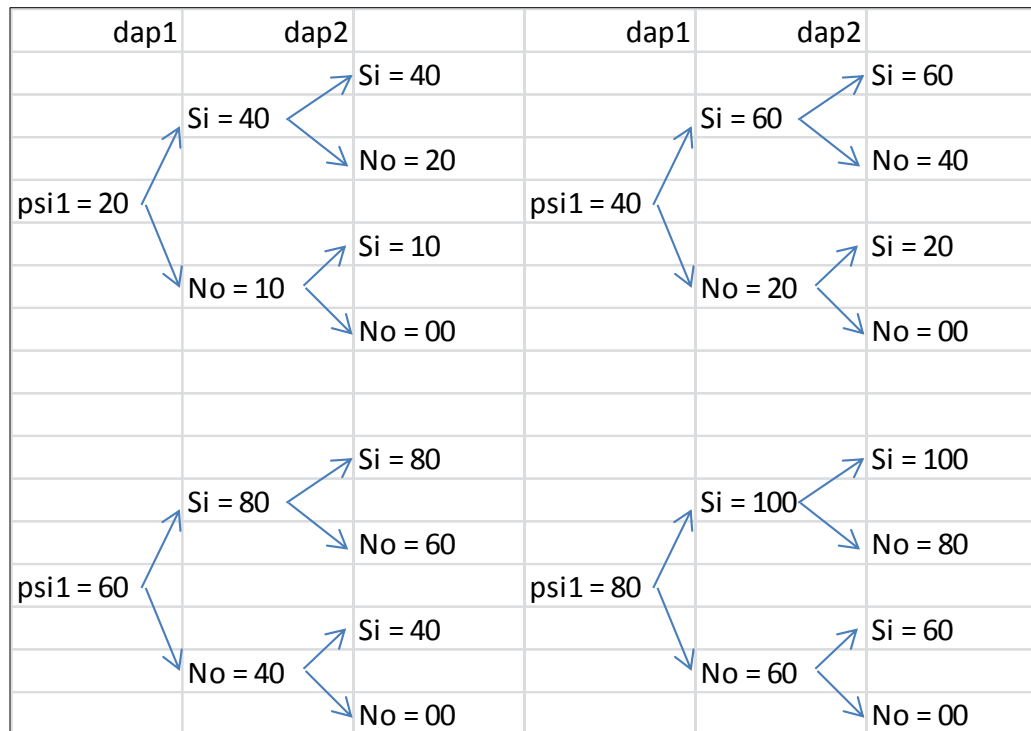 dap1 dap2 dap1 dap2
Si = 40 Si = 60
Si = 40 Si = 60
No = 20 No = 40
psi1 = 20 psi1 = 40
Si = 10 Si = 20
No = 10 No = 20
No = 00 No = 00
Si = 80 Si = 100
Si = 80 Si = 100
No = 60 No = 80
psi1 = 60 psi1 = 80
Si = 40 Si = 60
No = 40 No = 60
No = 00 No = 00